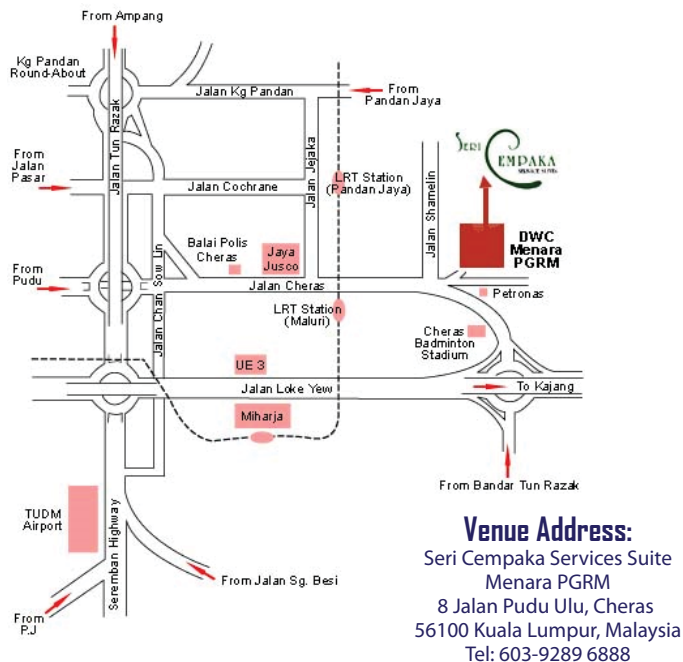 From Ampang
Kg Pandan
Round-About
Jalan Kg Pandan
From
Pandan Jaya
Jalan Tun Razak
From
Jalan
Pasar
Jalan Cochrane
Jalan Jejaka
LRT Station
(Pandan Jaya)
Jalan Shamelin
SERI
CEMPAKA
SERVICE SUITES
DWC
Menara
PGRM
Balai Polis
Cheras
Jaya
Jusco
From
Pudu
Jalan Chan Sow Lin
Jalan Cheras
Petronas
LRT Station
(Maluri)
Cheras
Badminton
Stadium
UE 3
Jalan Loke Yew
To Kajang
Miharja
From Bandar Tun Razak
TUDM
Airport
Seremban Highway
From Jalan Sg. Besi
From
P.J
Venue Address:
Seri Cempaka Services Suite
Menara PGRM
8 Jalan Pudu Ulu, Cheras
56100 Kuala Lumpur, Malaysia
Tel: 603-9289 6888